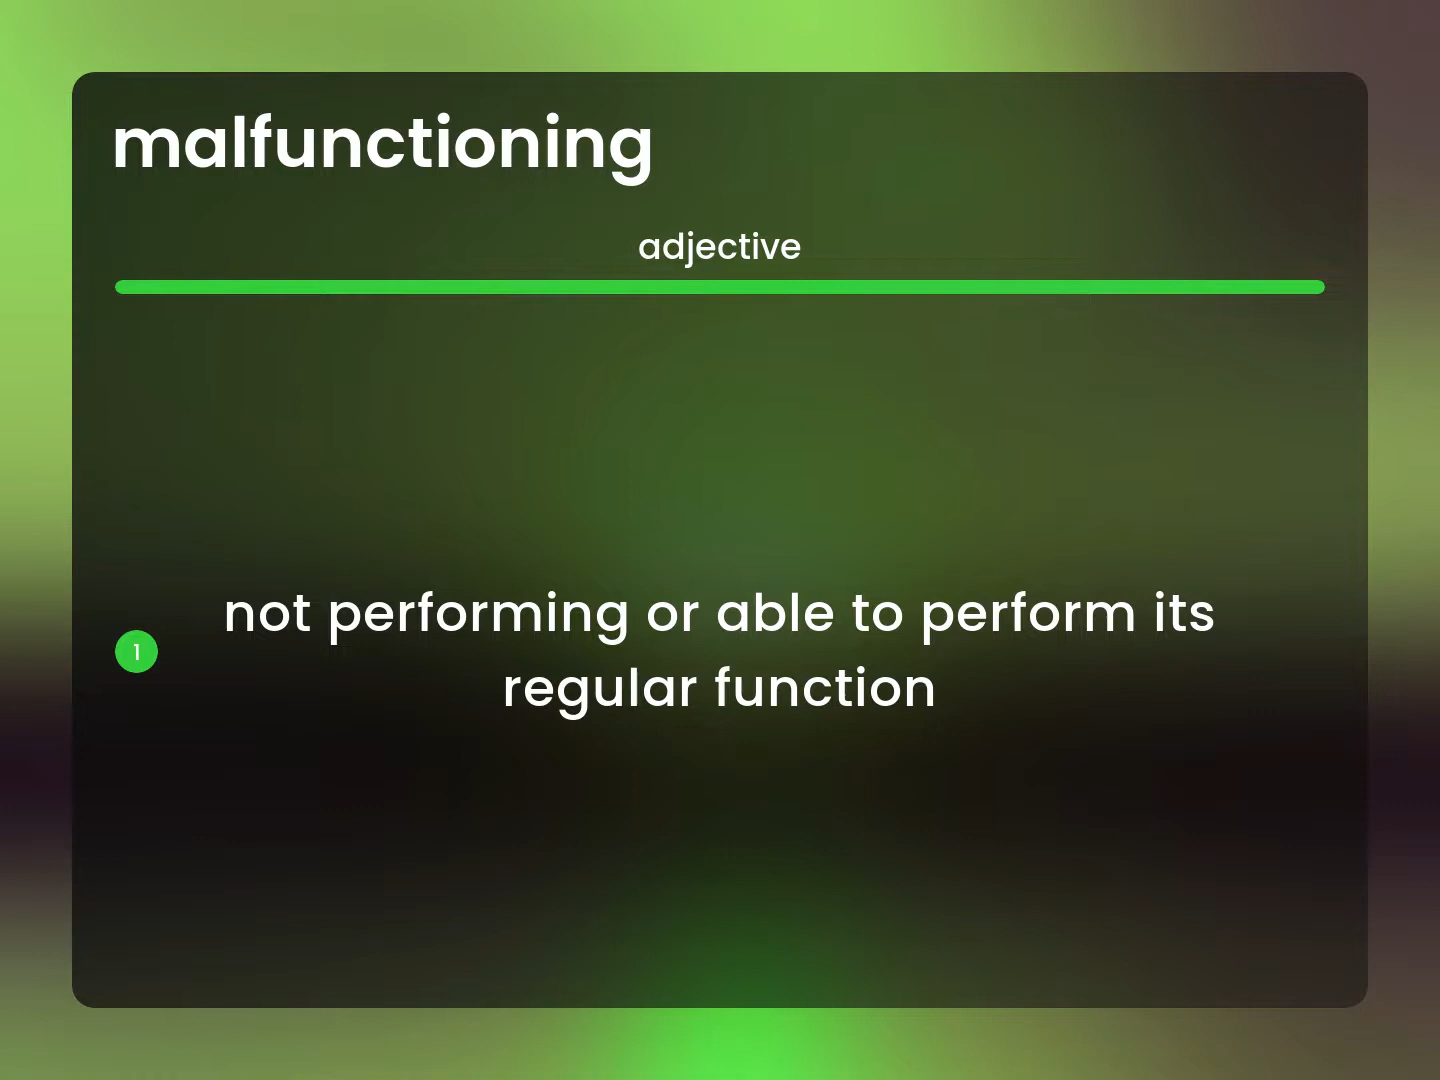 malfunctioning
adjective
1
not performing or able to perform its
regular function